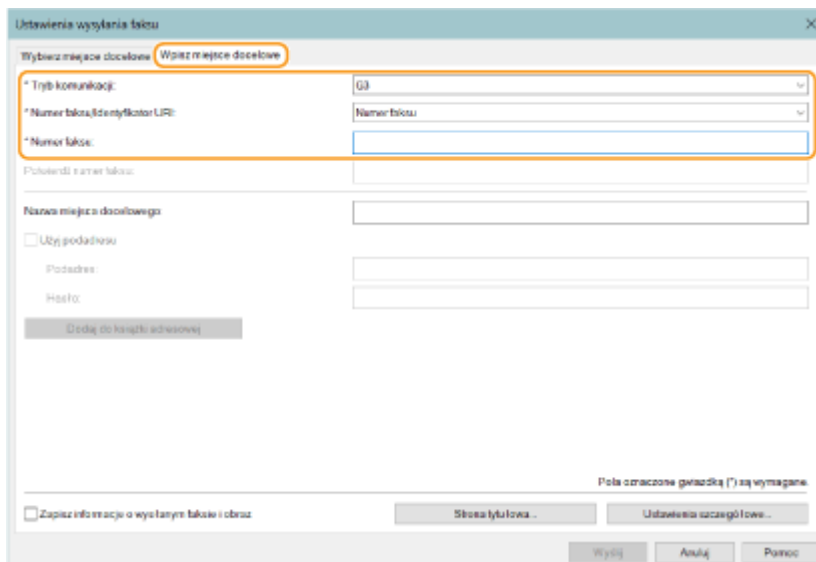 Ustawienia wysyłania faksu
Wybierz miejsce docelowe Wpisz miejsce docelowe
* Tryb komunikacji: G3
* Numer faksu/Identyfikator URI: Numer faksu
* Numer faksu:
Potwierdź numer faksu:
Nazwa miejsca docelowego
Użyj podadresu
Podadres:
Hasło:
Dodaj do książki adresowej
Pola oznaczone gwiazdką (*) są wymagane.
Zapisz informacje o wysłanym faksie i obraz
Strona tytułowa... Ustawienia szczegółowe...
Wyślij Anuluj Pomoc